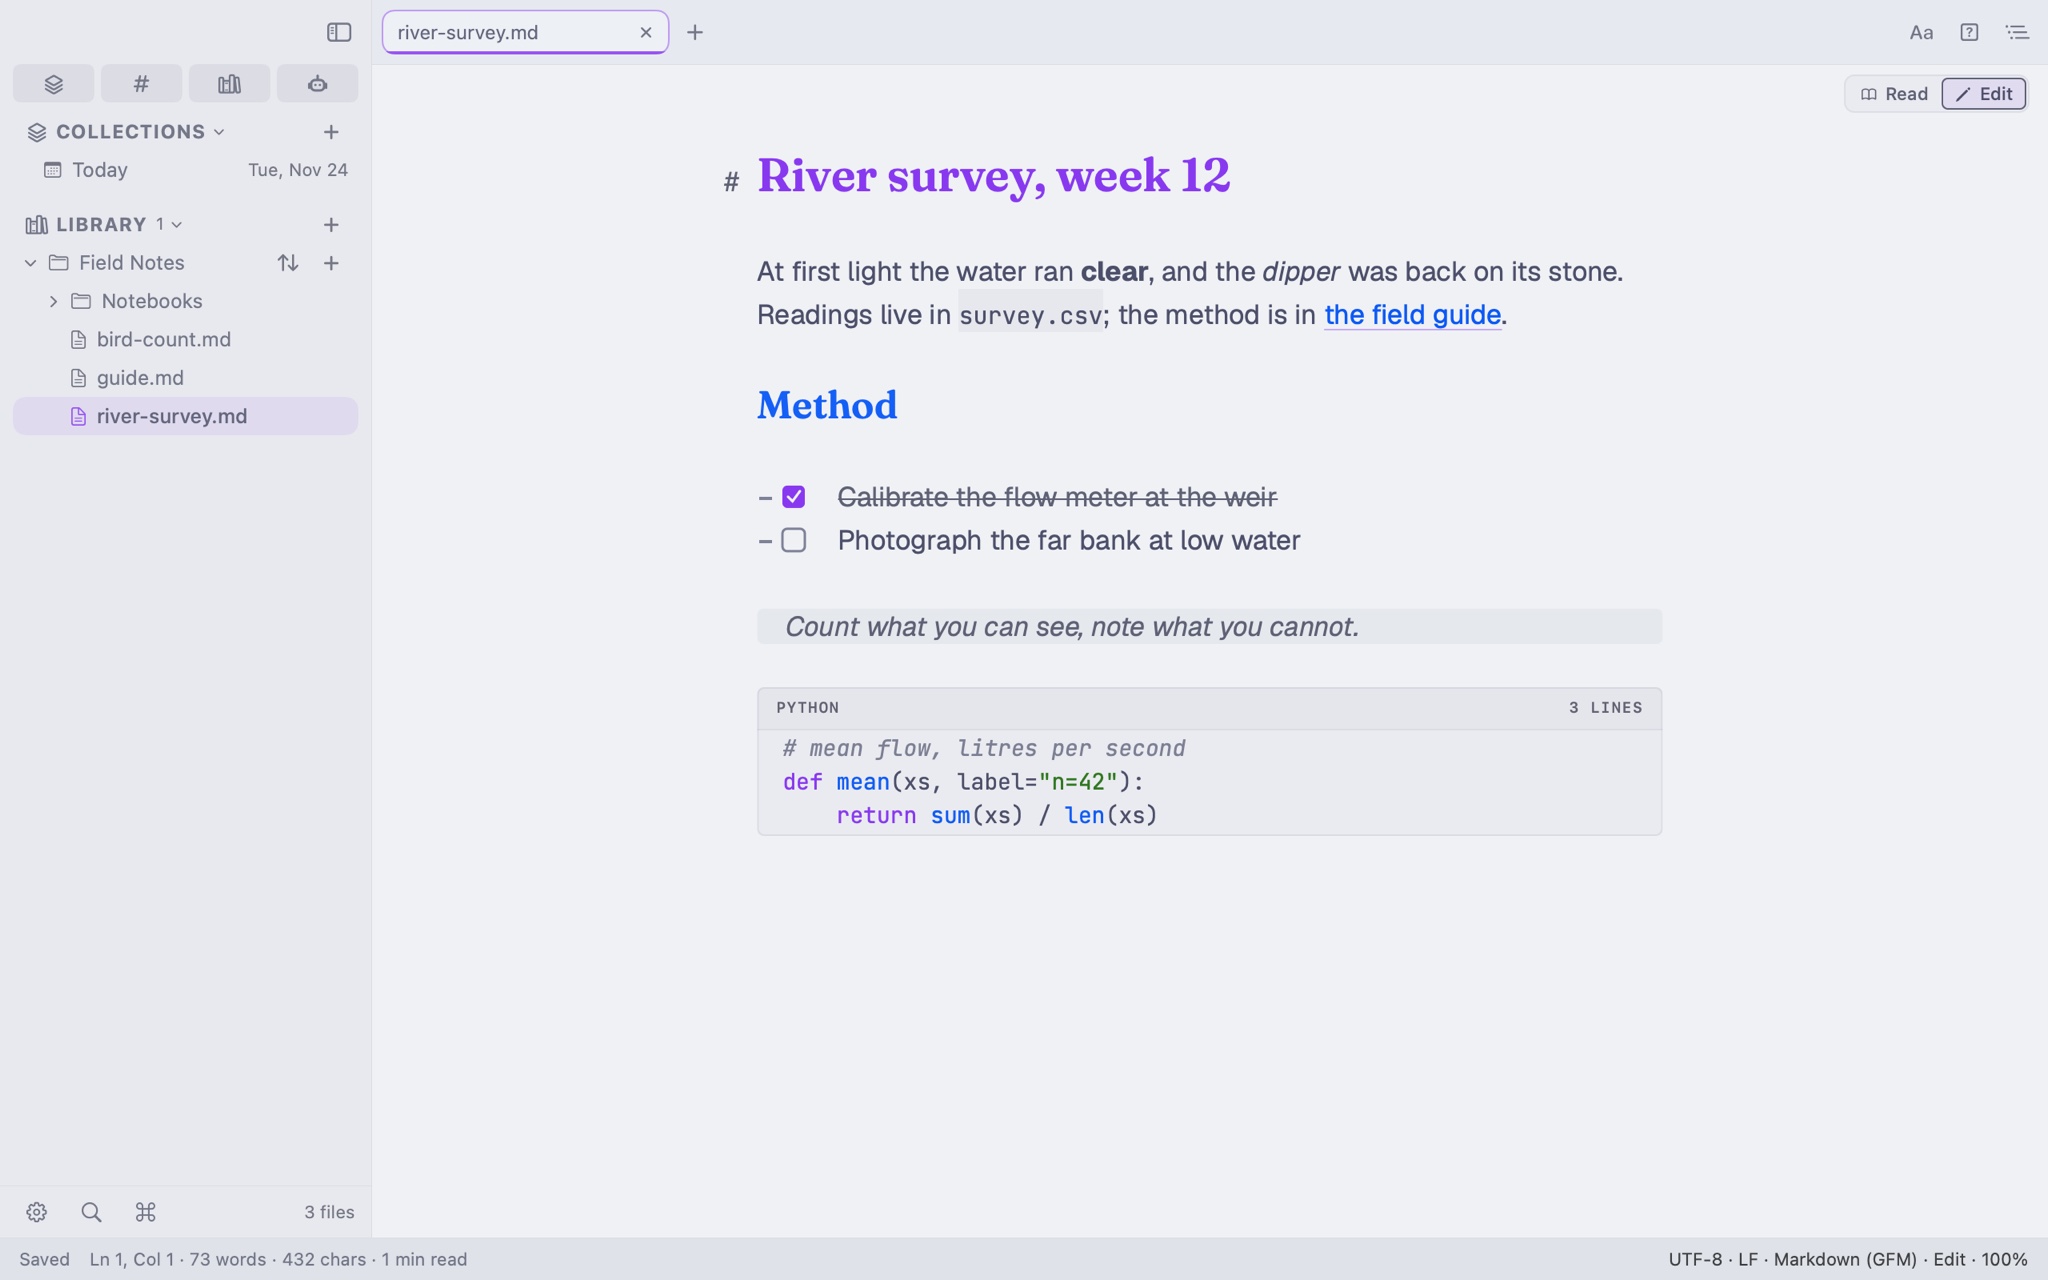 river-survey.md
Aa
Read
Edit
#
COLLECTIONS
Today Tue, Nov 24
LIBRARY 1
Field Notes
Notebooks
bird-count.md
guide.md
river-survey.md
# River survey, week 12
At first light the water ran clear, and the dipper was back on its stone.
Readings live in survey.csv; the method is in the field guide.
Method
– Calibrate the flow meter at the weir
– Photograph the far bank at low water
Count what you can see, note what you cannot.
PYTHON 3 LINES
# mean flow, litres per second
def mean(xs, label="n=42"):
    return sum(xs) / len(xs)
3 files
Saved Ln 1, Col 1 · 73 words · 432 chars · 1 min read
UTF-8 · LF · Markdown (GFM) · Edit · 100%